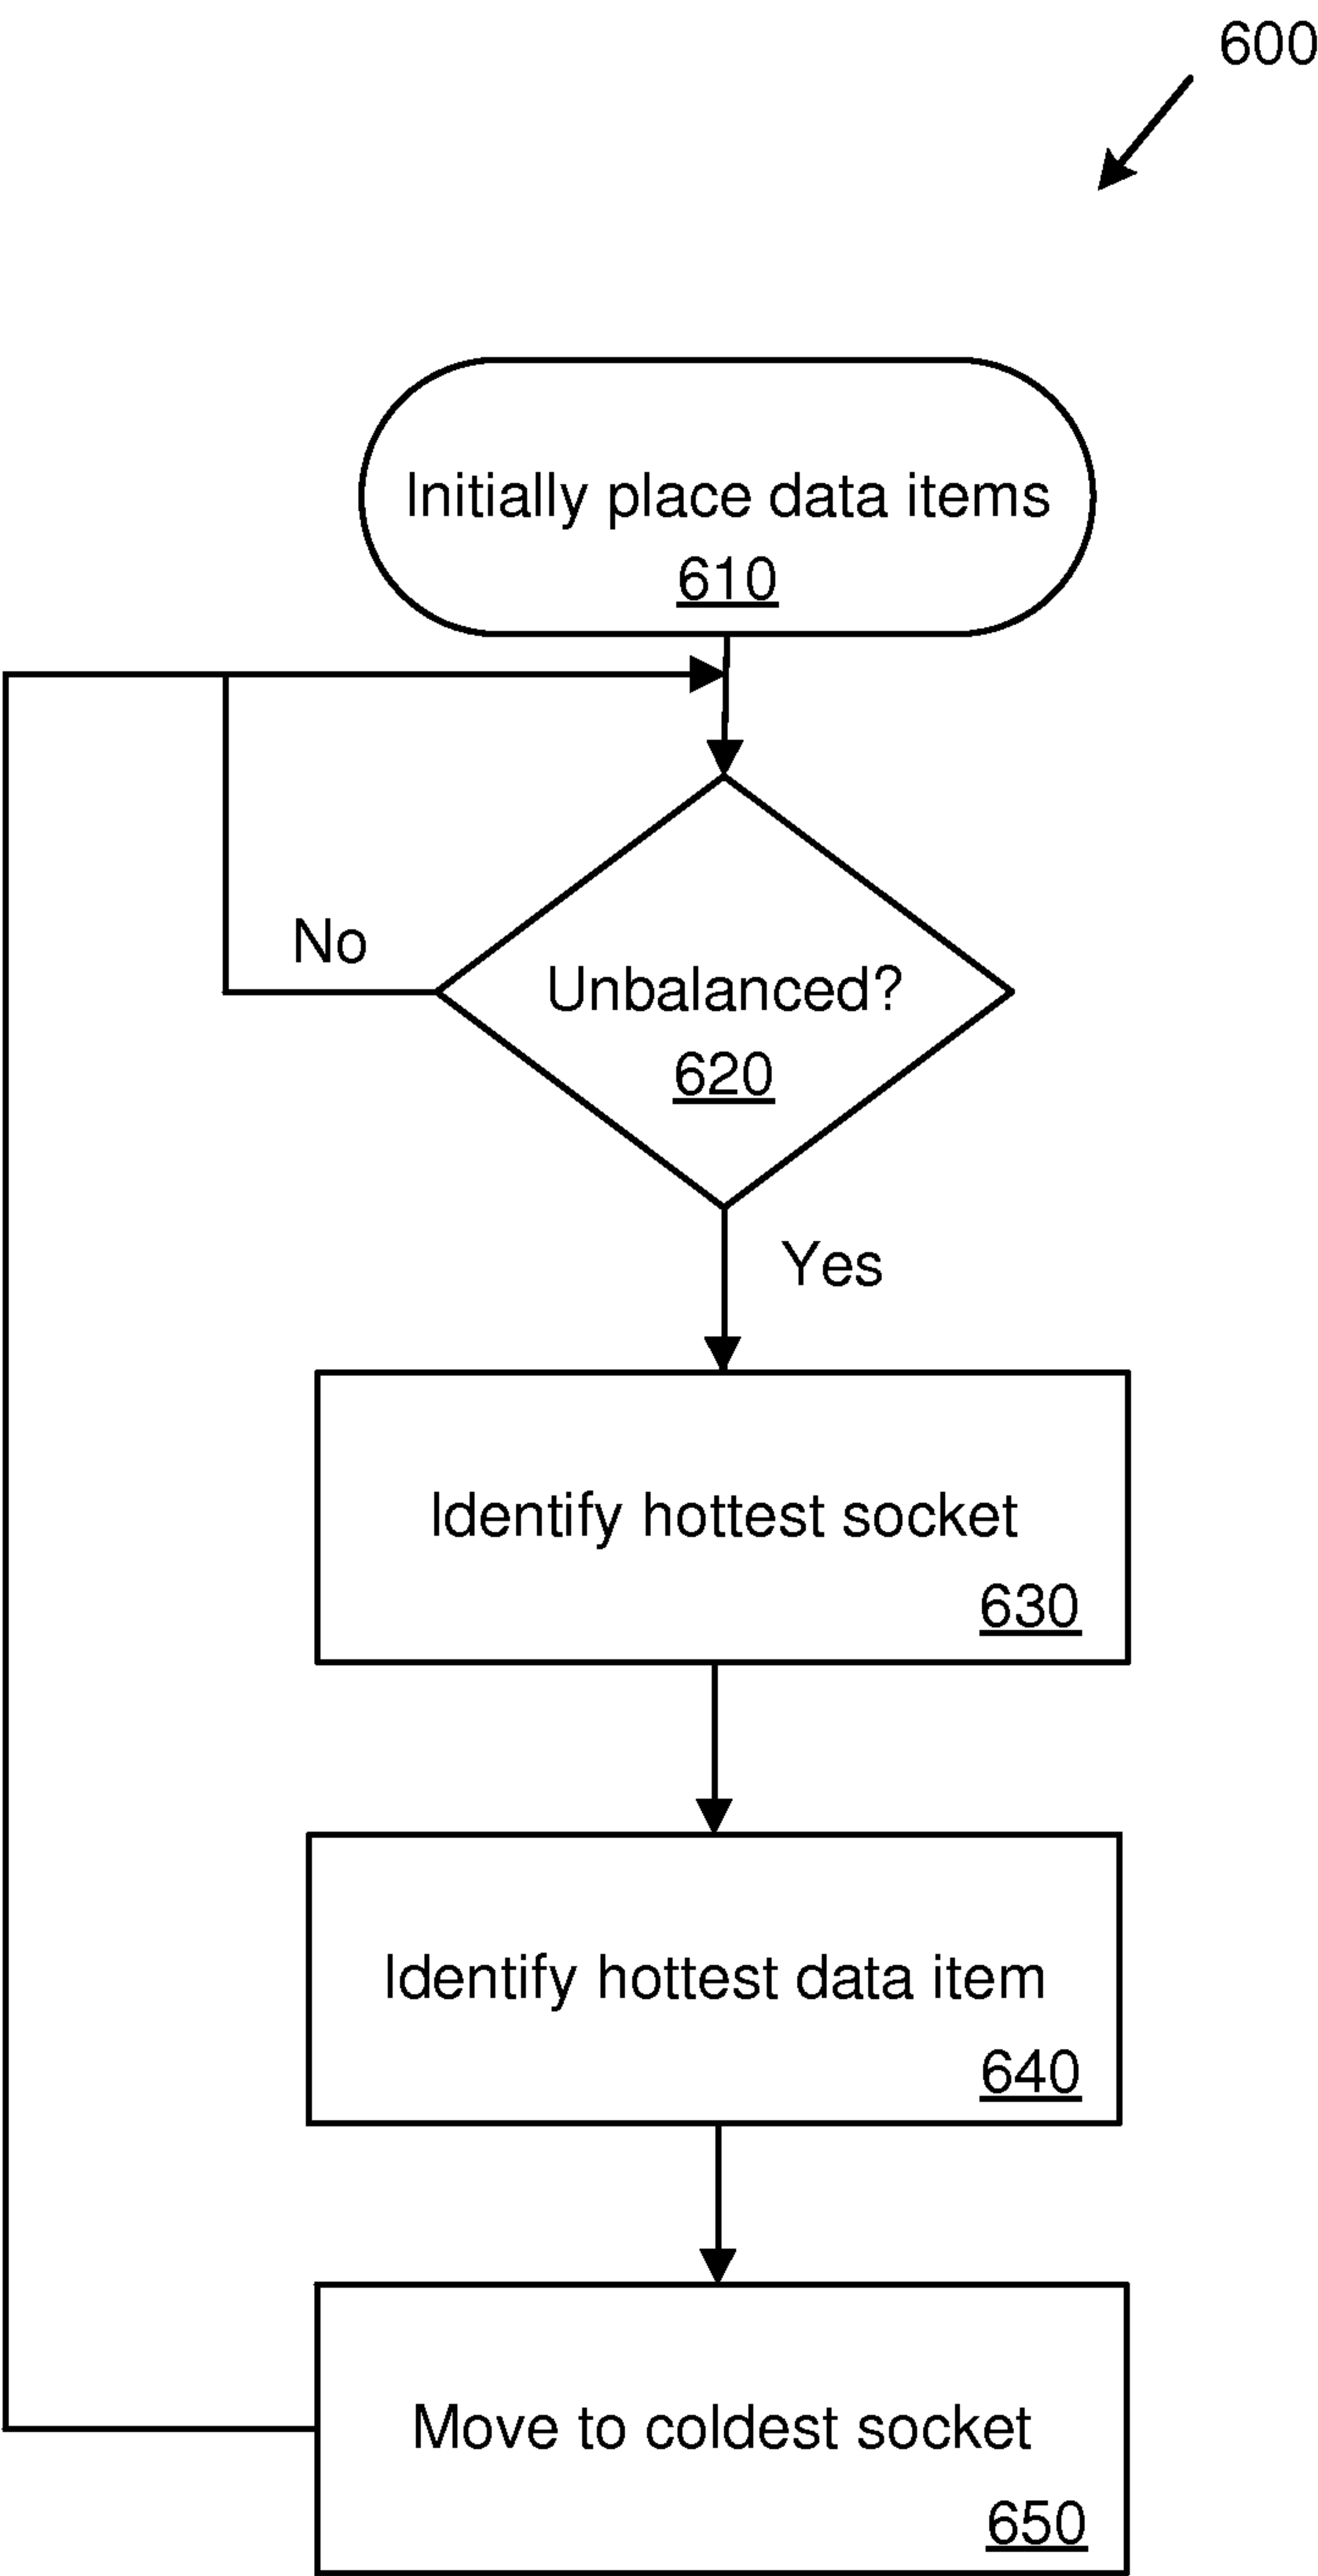 600
Initially place data items
610
No
Unbalanced?
620
Yes
Identify hottest socket
630
Identify hottest data item
640
Move to coldest socket
650